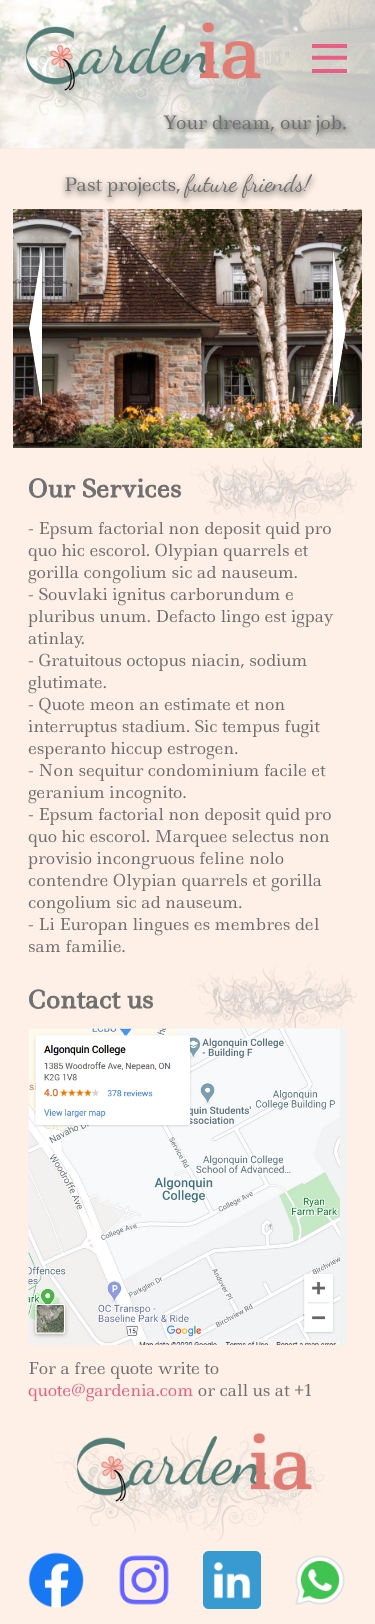 Gardenia
Your dream, our job.
Past projects, future friends!
Our Services
- Epsum factorial non deposit quid pro
quo hic escorol. Olypian quarrels et
gorilla congolium sic ad nauseum.
- Souvlaki ignitus carborundum e
pluribus unum. Defacto lingo est igpay
atinlay.
- Gratuitous octopus niacin, sodium
glutimate.
- Quote meon an estimate et non
interruptus stadium. Sic tempus fugit
esperanto hiccup estrogen.
- Non sequitur condominium facile et
geranium incognito.
- Epsum factorial non deposit quid pro
quo hic escorol. Marquee selectus non
provisio incongruous feline nolo
contendre Olypian quarrels et gorilla
congolium sic ad nauseum.
- Li Europan lingues es membres del
sam familie.
Contact us
LCBO
Algonquin College
1385 Woodroffe Ave, Nepean, ON
K2G 1V8
4.0 378 reviews
View larger map
Algonquin College
- Building F
quin Students'
ssociation
Algonquin
College Building P
Navaho
Woodroffe Ave
Service Rd
Algonquin College
School of Advanced...
Algonquin
College
College Ave
College Ave
Ryan
Farm Park
Offences
ark
P
OC Transpo -
Baseline Park & Ride
Parkglen Dr
Andover Pl
Birchview
15
Google
+
−
Map data ©2020 Google Terms of Use Report a map error
For a free quote write to
quote@gardenia.com or call us at +1
Gardenia
f
in